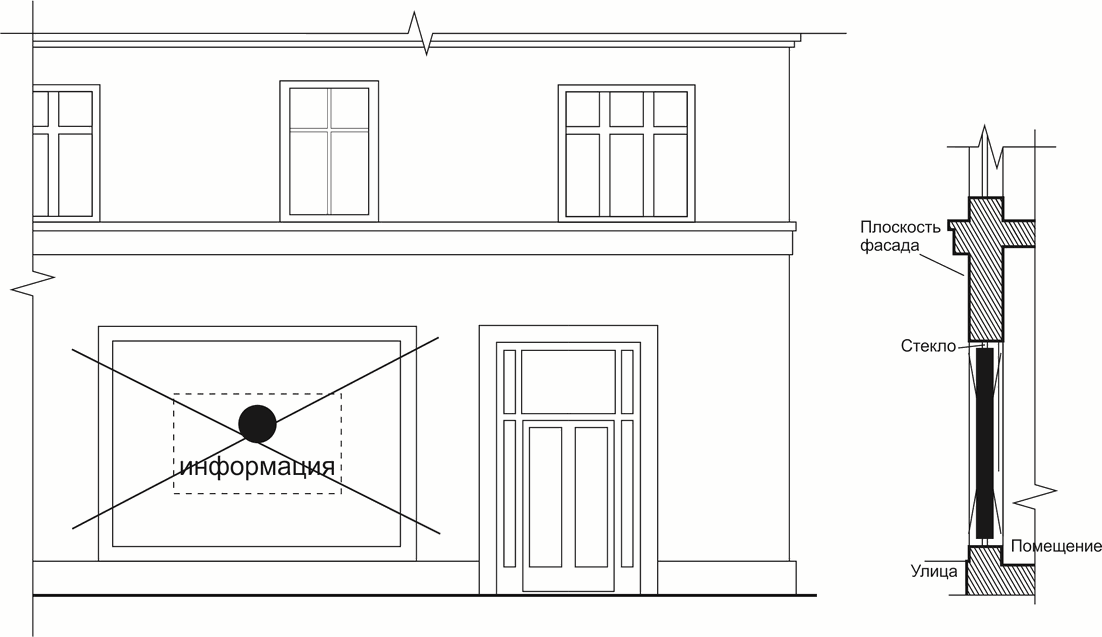 Плоскость
фасада
Стекло
информация
Помещение
Улица